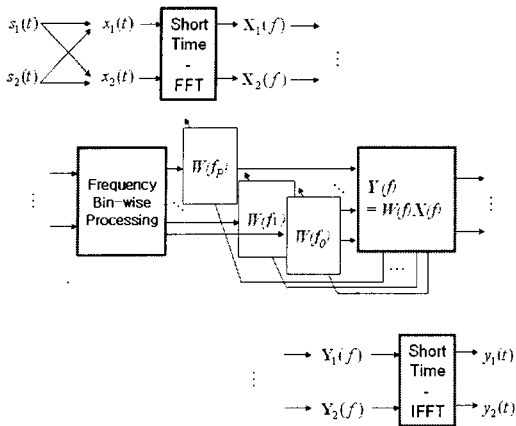 s1(t) x1(t) Short Time - FFT X1(f)
s2(t) x2(t) X2(f)
Frequency Bin-wise Processing
W(fP)
W(f1)
W(f0)
Y(f)
= W(f)X(f)
Y1(f) Short Time - IFFT y1(t)
Y2(f) y2(t)